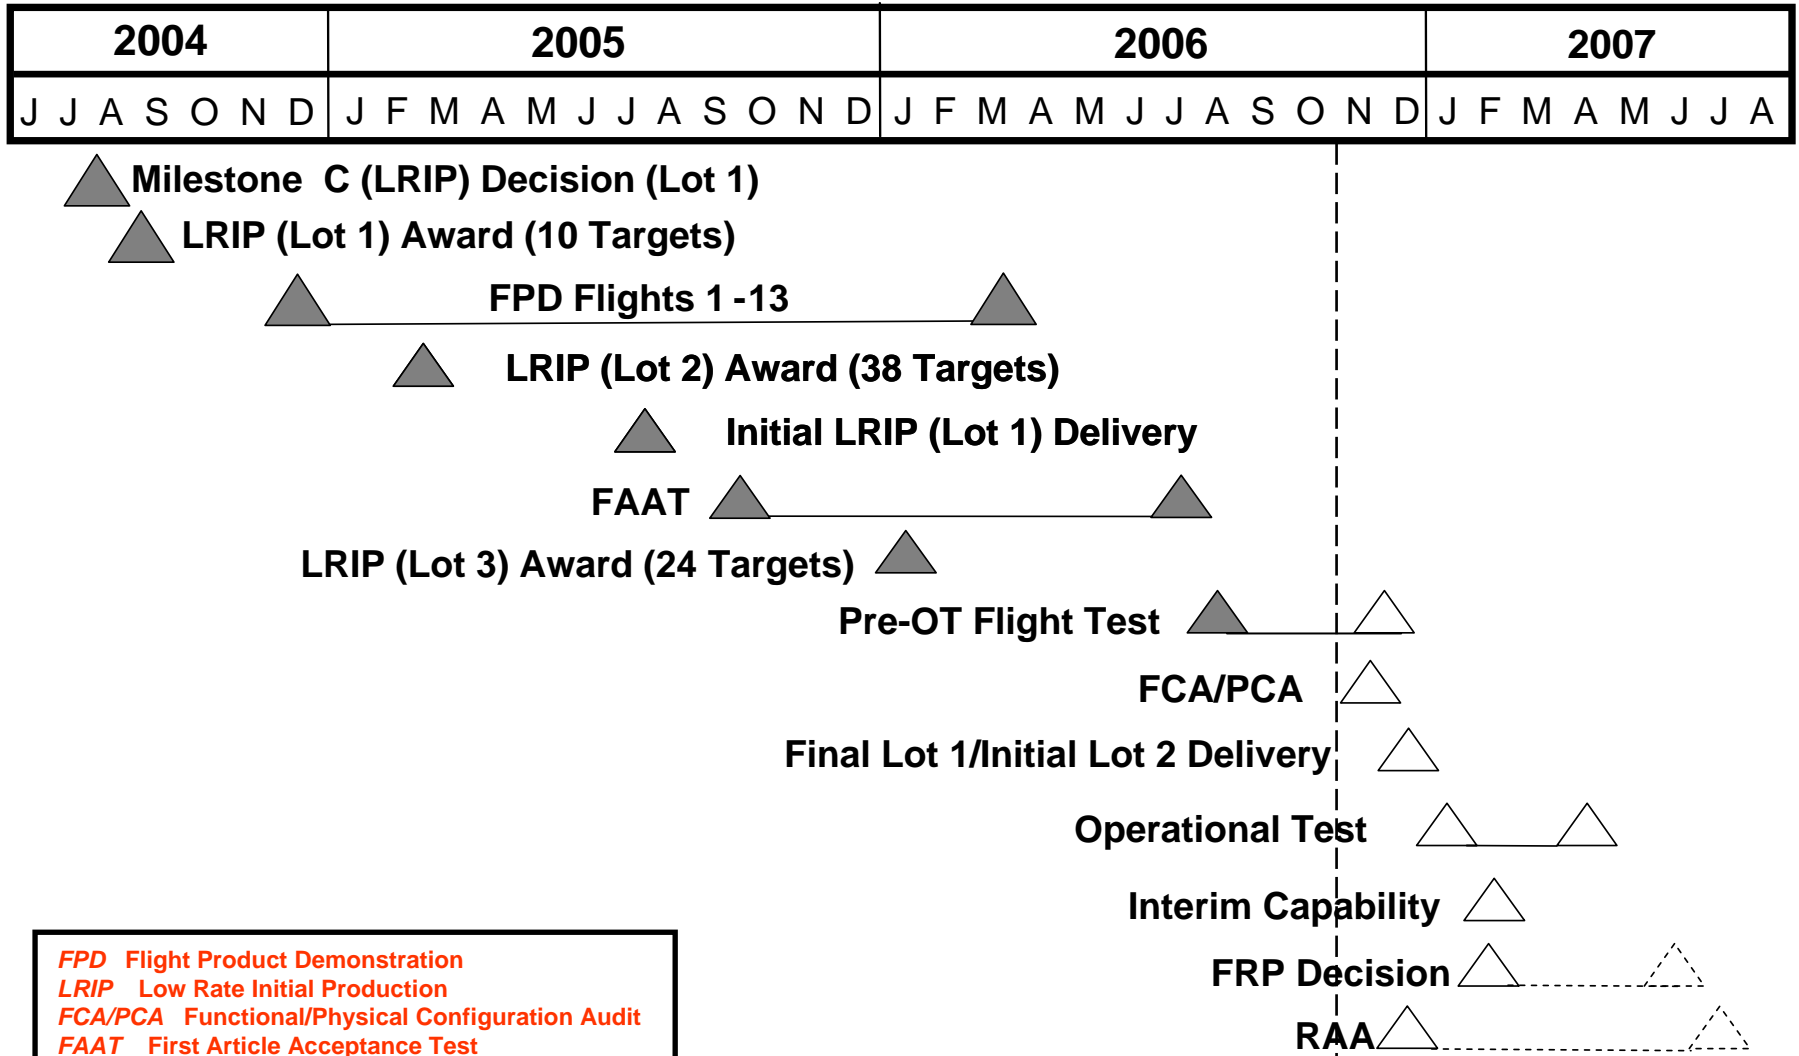 2004 2005 2006 2007
J J A S O N D J F M A M J J A S O N D J F M A M J J A S O N D J F M A M J J A
Milestone C (LRIP) Decision (Lot 1)
LRIP (Lot 1) Award (10 Targets)
FPD Flights 1 -13
LRIP (Lot 2) Award (38 Targets)
Initial LRIP (Lot 1) Delivery
FAAT
LRIP (Lot 3) Award (24 Targets)
Pre-OT Flight Test
FCA/PCA
Final Lot 1/Initial Lot 2 Delivery
Operational Test
Interim Capability
FRP Decision
RAA
FPD Flight Product Demonstration
LRIP Low Rate Initial Production
FCA/PCA Functional/Physical Configuration Audit
FAAT First Article Acceptance Test